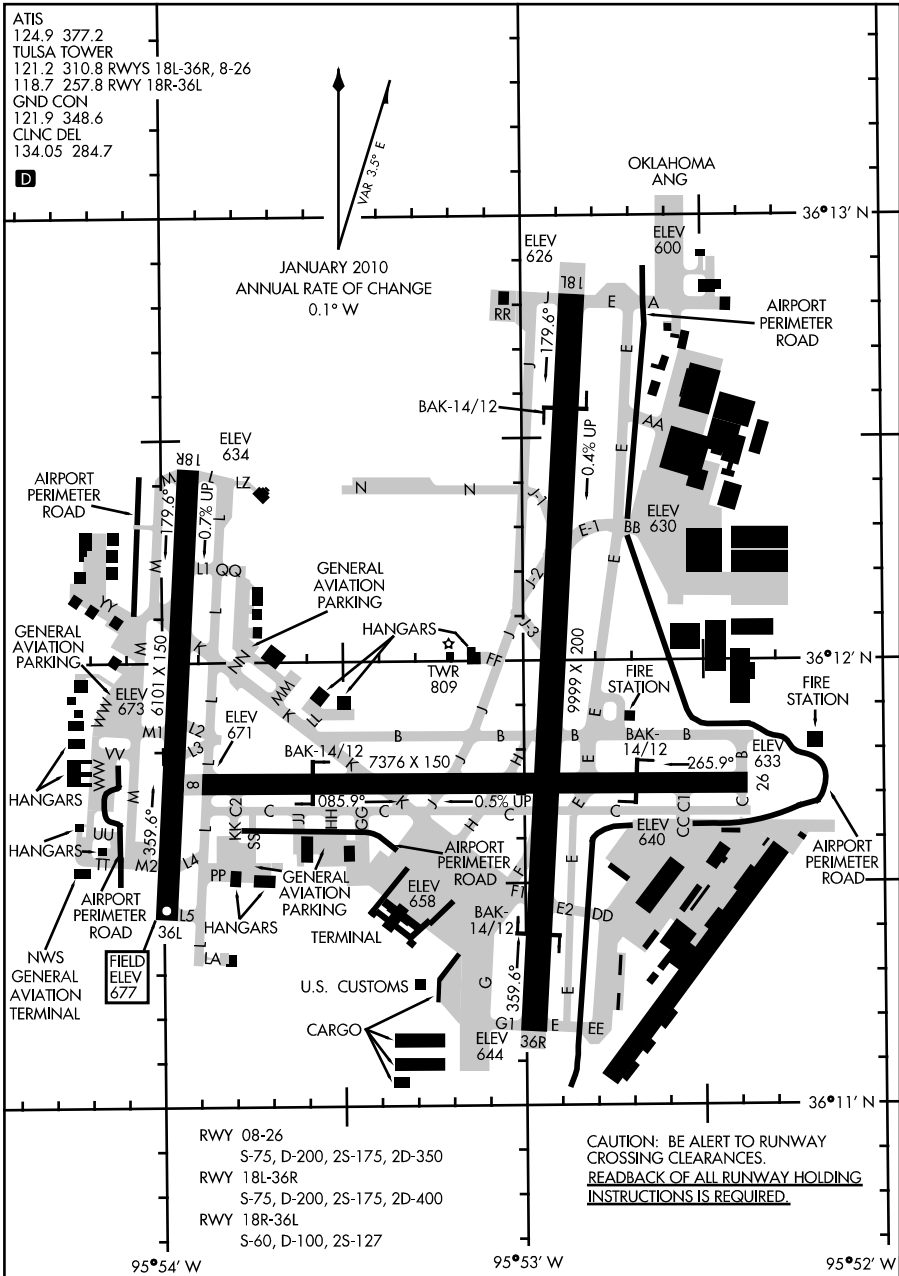 ATIS
124.9 377.2
TULSA TOWER
121.2 310.8 RWYS 18L-36R, 8-26
118.7 257.8 RWY 18R-36L
GND CON
121.9 348.6
CLNC DEL
134.05 284.7
D
VAR 3.5° E
JANUARY 2010
ANNUAL RATE OF CHANGE
0.1° W
OKLAHOMA
ANG
36°13' N
ELEV
626
ELEV
600
18L
J
E
A
RR
179.6°
AIRPORT
PERIMETER
ROAD
J
E
BAK-14/12
AA
0.4% UP
E
ELEV
634
18R
M
L
LZ
AIRPORT
PERIMETER
ROAD
179.6°
0.7% UP
L
N
N
J-1
E-1
BB
ELEV
630
E
M
L1
QQ
J-2
GENERAL
AVIATION
PARKING
L
YY
J-3
HANGARS
GENERAL
AVIATION
PARKING
M
K
NN
J
FF
TWR
809
36°12' N
6101 X 150
9999 X 200
MM
FIRE
STATION
FIRE
STATION
ELEV
673
WW
L
K
LL
J
E
M1
L2
L3
ELEV
671
B
B
B
B
BAK-14/12
7376 X 150
BAK-
14/12
265.9°
ELEV
633
VV
K
H1
E
B
WW
HANGARS
M
8
26
085.9°
K
J
0.5% UP
E
C
KK
C2
C
JJ
HH
GG
C
H
C
C
CC
C1
SS
359.6°
L
ELEV
640
UU
HANGARS
TT
M2
L4
AIRPORT
PERIMETER
ROAD
AIRPORT
PERIMETER
ROAD
E
F
PP
GENERAL
AVIATION
PARKING
ELEV
658
F1
E2
DD
AIRPORT
PERIMETER
ROAD
HANGARS
TERMINAL
BAK-
14/12
L5
36L
L
NWS
GENERAL
AVIATION
TERMINAL
FIELD
ELEV
677
LA
U.S. CUSTOMS
G
359.6°
E
CARGO
G1
E
EE
ELEV
644
36R
36°11' N
RWY 08-26
S-75, D-200, 2S-175, 2D-350
RWY 18L-36R
S-75, D-200, 2S-175, 2D-400
RWY 18R-36L
S-60, D-100, 2S-127
CAUTION: BE ALERT TO RUNWAY
CROSSING CLEARANCES.
READBACK OF ALL RUNWAY HOLDING
INSTRUCTIONS IS REQUIRED.
95°54' W
95°53' W
95°52' W